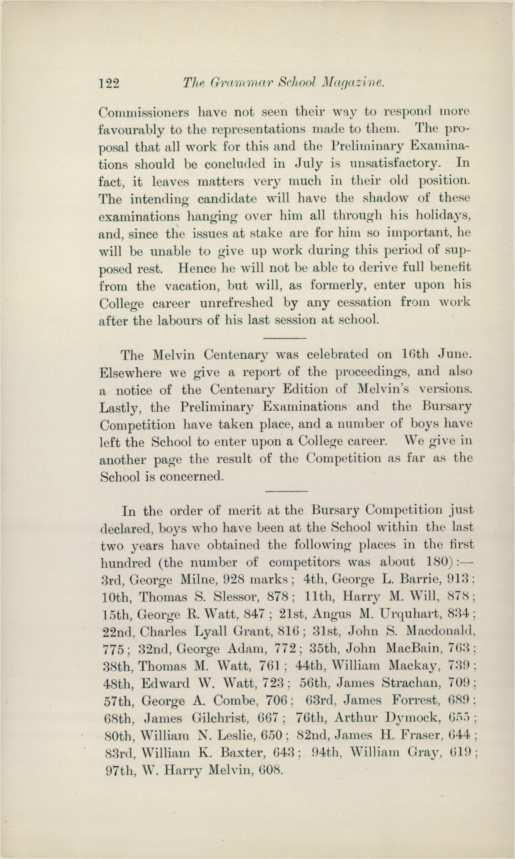 122 The Grammar School Magazine.
Commissioners have not seen their way to respond more
favourably to the representations made to them. The pro-
posal that all work for this and the Preliminary Examina-
tions should be concluded in July is unsatisfactory. In
fact, it leaves matters very much in their old position.
The intending candidate will have the shadow of these
examinations hanging over him all through his holidays,
and, since the issues at stake are for him so important, he
will be unable to give up work during this period of sup-
posed rest. Hence he will not be able to derive full benefit
from the vacation, but will, as formerly, enter upon his
College career unrefreshed by any cessation from work
after the labours of his last session at school.
The Melvin Centenary was celebrated on 16th June.
Elsewhere we give a report of the proceedings, and also
a notice of the Centenary Edition of Melvin's versions.
Lastly, the Preliminary Examinations and the Bursary
Competition have taken place, and a number of boys have
left the School to enter upon a College career. We give in
another page the result of the Competition as far as the
School is concerned.
In the order of merit at the Bursary Competition just
declared, boys who have been at the School within the last
two years have obtained the following places in the first
hundred (the number of competitors was about 180):—
3rd, George Milne, 928 marks; 4th, George L. Barrie, 913;
10th, Thomas S. Slessor, 878; 11th, Harry M. Will, 878;
15th, George R. Watt, 847; 21st, Angus M. Urquhart, 834;
22nd, Charles Lyall Grant, 816; 31st, John S. Macdonald,
775; 32nd, George Adam, 772; 35th, John MacBain, 763;
38th, Thomas M. Watt, 761; 44th, William Mackay, 739;
48th, Edward W. Watt, 723; 56th, James Strachan, 709;
57th, George A. Combe, 706; 63rd, James Forrest, 689;
68th, James Gilchrist, 667; 76th, Arthur Dymock, 655;
80th, William N. Leslie, 650; 82nd, James H. Fraser, 644;
83rd, William K. Baxter, 643; 94th, William Gray, 619;
97th, W. Harry Melvin, 608.